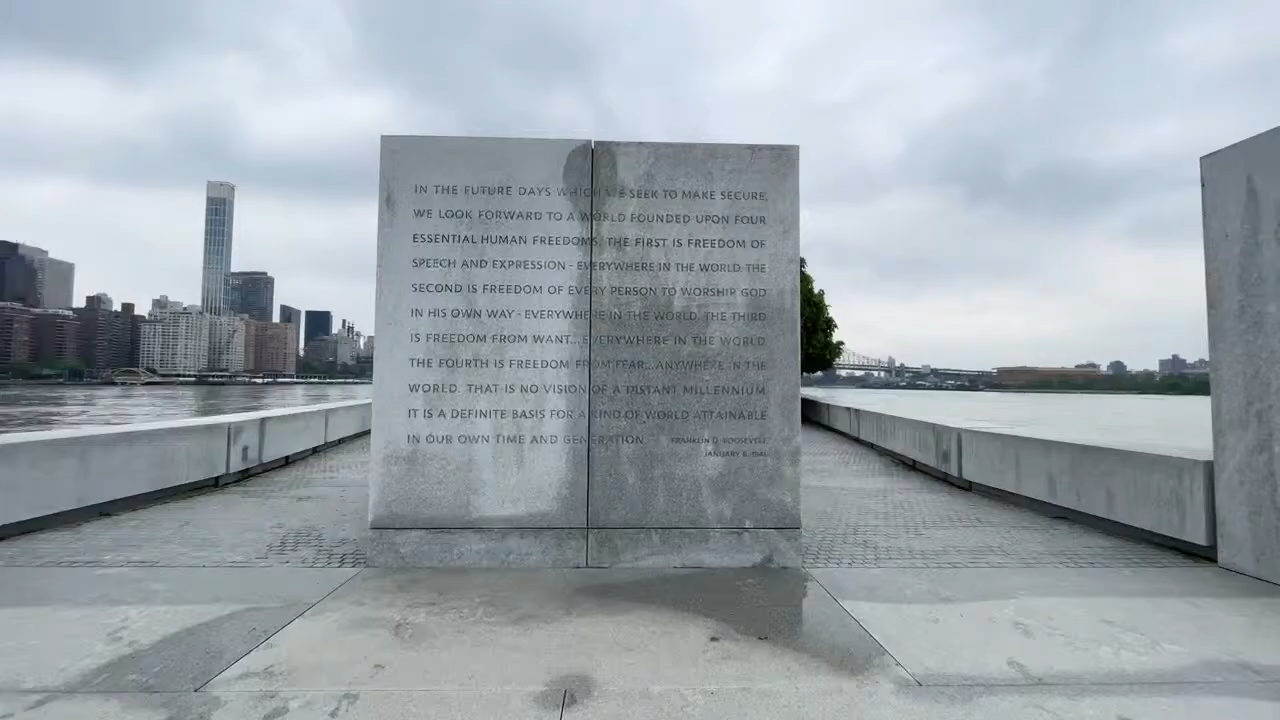 IN THE FUTURE DAYS WHICH WE SEEK TO MAKE SECURE,
WE LOOK FORWARD TO A WORLD FOUNDED UPON FOUR
ESSENTIAL HUMAN FREEDOMS. THE FIRST IS FREEDOM OF
SPEECH AND EXPRESSION - EVERYWHERE IN THE WORLD. THE
SECOND IS FREEDOM OF EVERY PERSON TO WORSHIP GOD
IN HIS OWN WAY - EVERYWHERE IN THE WORLD. THE THIRD
IS FREEDOM FROM WANT... EVERYWHERE IN THE WORLD.
THE FOURTH IS FREEDOM FROM FEAR... ANYWHERE IN THE
WORLD. THAT IS NO VISION OF A DISTANT MILLENNIUM.
IT IS A DEFINITE BASIS FOR A KIND OF WORLD ATTAINABLE
IN OUR OWN TIME AND GENERATION. FRANKLIN D. ROOSEVELT
JANUARY 6, 1941